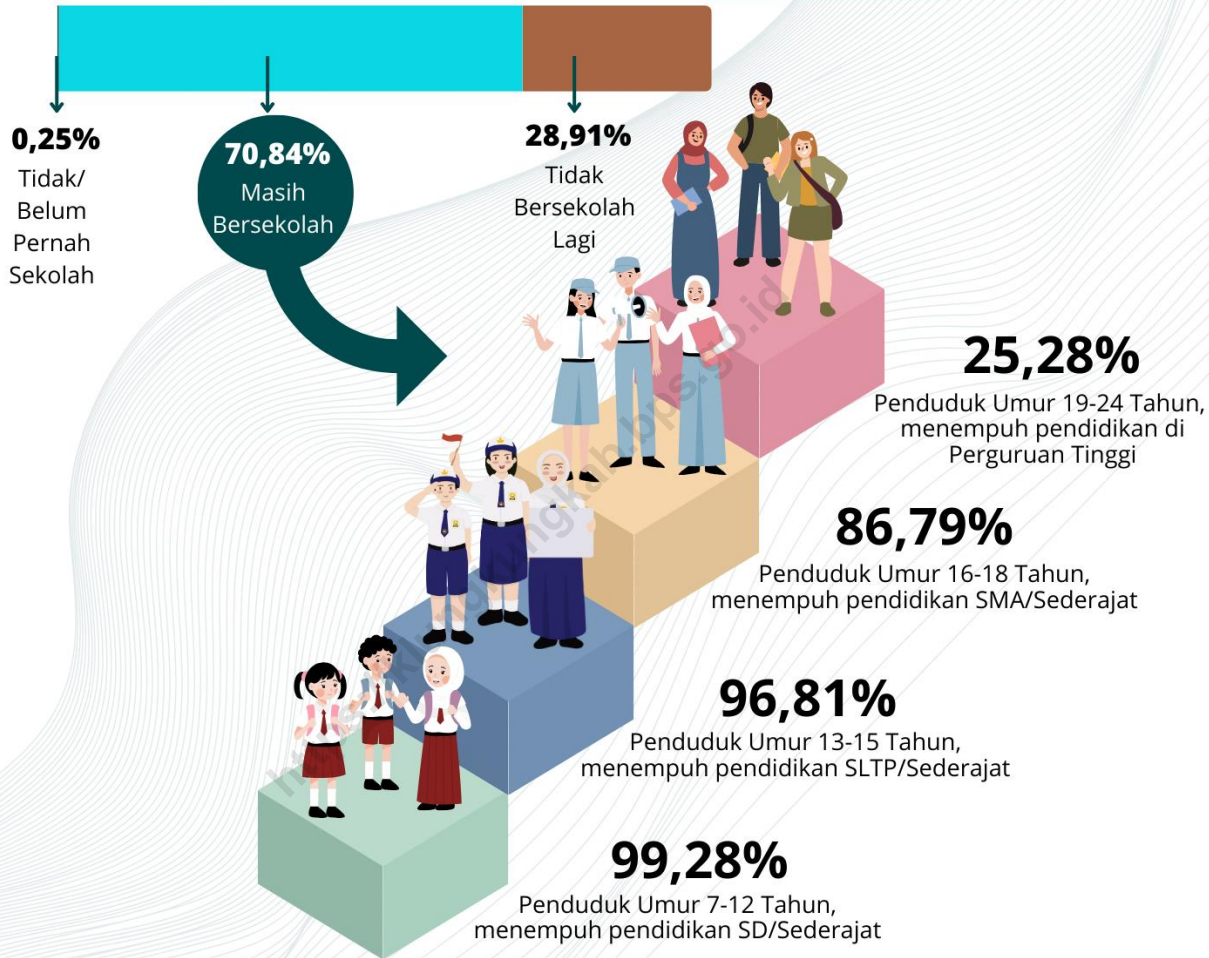 0,25%
Tidak/
Belum
Pernah
Sekolah
70,84%
Masih
Bersekolah
28,91%
Tidak
Bersekolah
Lagi
25,28%
Penduduk Umur 19-24 Tahun,
menempuh pendidikan di
Perguruan Tinggi
86,79%
Penduduk Umur 16-18 Tahun,
menempuh pendidikan SMA/Sederajat
96,81%
Penduduk Umur 13-15 Tahun,
menempuh pendidikan SLTP/Sederajat
99,28%
Penduduk Umur 7-12 Tahun,
menempuh pendidikan SD/Sederajat